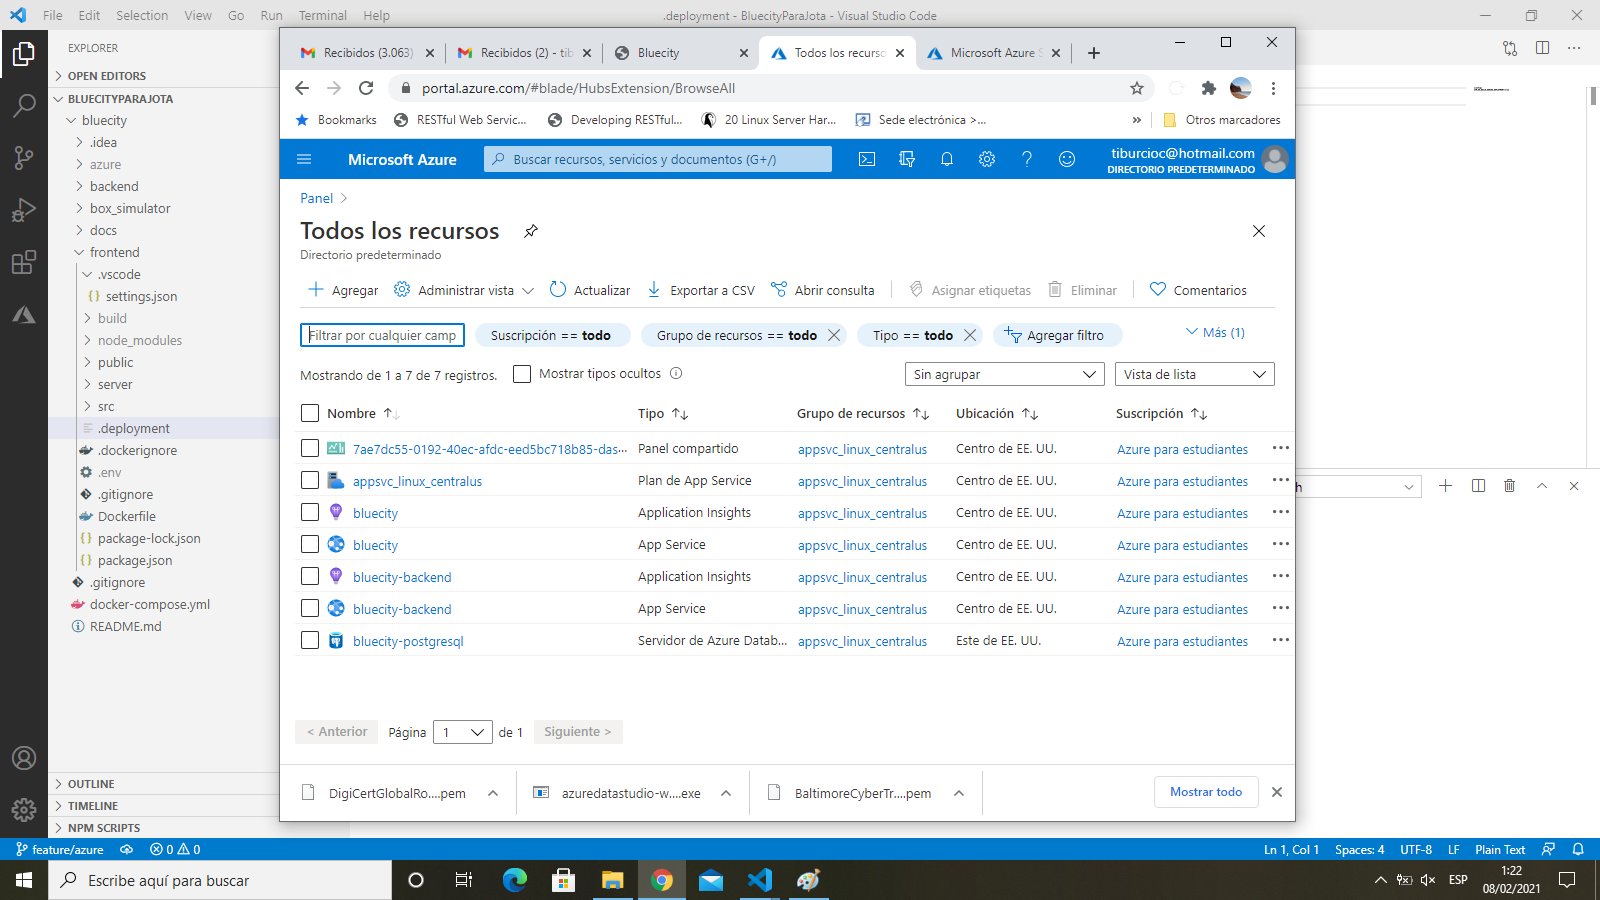 File Edit Selection View Go Run Terminal Help
.deployment - BluecityParaJota - Visual Studio Code
EXPLORER
OPEN EDITORS
BLUECITYPARAJOTA
bluecity
.idea
azure
backend
box_simulator
docs
frontend
.vscode
settings.json
build
node_modules
public
server
src
.deployment
.dockerignore
.env
.gitignore
Dockerfile
package-lock.json
package.json
.gitignore
docker-compose.yml
README.md
OUTLINE
TIMELINE
NPM SCRIPTS
Recibidos (3.063) Recibidos (2) - tib Bluecity Todos los recurso Microsoft Azure S
portal.azure.com/#blade/HubsExtension/BrowseAll
Bookmarks RESTful Web Servic... Developing RESTful... 20 Linux Server Har... Sede electrónica >... » Otros marcadores
Microsoft Azure Buscar recursos, servicios y documentos (G+/) tiburcioc@hotmail.com
DIRECTORIO PREDETERMINADO
Panel
Todos los recursos
Directorio predeterminado
Agregar Administrar vista Actualizar Exportar a CSV Abrir consulta Asignar etiquetas Eliminar Comentarios
Filtrar por cualquier camp Suscripción == todo Grupo de recursos == todo Tipo == todo Agregar filtro Más (1)
Mostrando de 1 a 7 de 7 registros. Mostrar tipos ocultos Sin agrupar Vista de lista
Nombre Tipo Grupo de recursos Ubicación Suscripción
7ae7dc55-0192-40ec-afdc-eed5bc718b85-das... Panel compartido appsvc_linux_centralus Centro de EE. UU. Azure para estudiantes
appsvc_linux_centralus Plan de App Service appsvc_linux_centralus Centro de EE. UU. Azure para estudiantes
bluecity Application Insights appsvc_linux_centralus Centro de EE. UU. Azure para estudiantes
bluecity App Service appsvc_linux_centralus Centro de EE. UU. Azure para estudiantes
bluecity-backend Application Insights appsvc_linux_centralus Centro de EE. UU. Azure para estudiantes
bluecity-backend App Service appsvc_linux_centralus Centro de EE. UU. Azure para estudiantes
bluecity-postgresql Servidor de Azure Datab... appsvc_linux_centralus Este de EE. UU. Azure para estudiantes
< Anterior Página 1 de 1 Siguiente >
DigiCertGlobalRo....pem azuredatastudio-w....exe BaltimoreCyberTr....pem Mostrar todo
h
feature/azure 0 0 Ln 1, Col 1 Spaces: 4 UTF-8 LF Plain Text
Escribe aquí para buscar ESP 1:22
08/02/2021